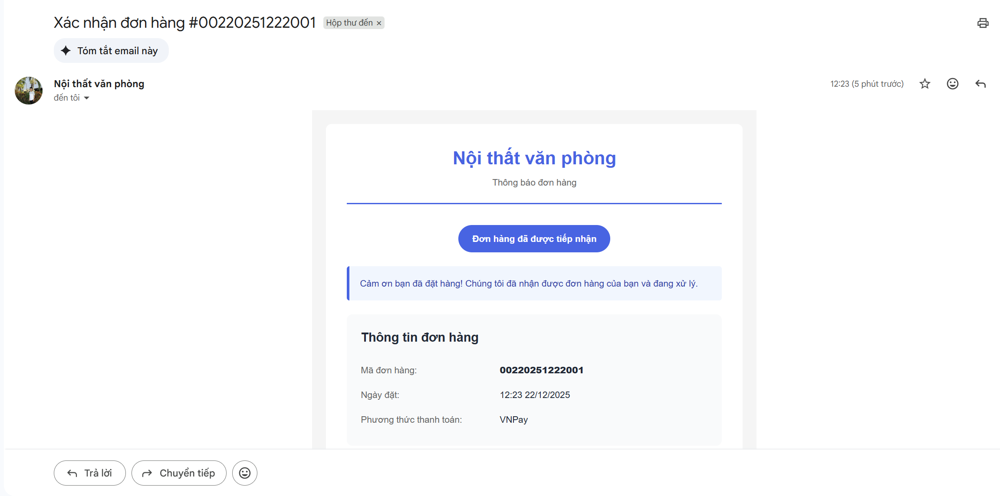 Xác nhận đơn hàng #00220251222001 Hộp thư đến ×
Tóm tắt email này
Nội thất văn phòng
12:23 (5 phút trước)
đến tôi
Nội thất văn phòng
Thông báo đơn hàng
Đơn hàng đã được tiếp nhận
Cảm ơn bạn đã đặt hàng! Chúng tôi đã nhận được đơn hàng của bạn và đang xử lý.
Thông tin đơn hàng
Mã đơn hàng: 00220251222001
Ngày đặt: 12:23 22/12/2025
Phương thức thanh toán: VNPay
Trả lời
Chuyển tiếp